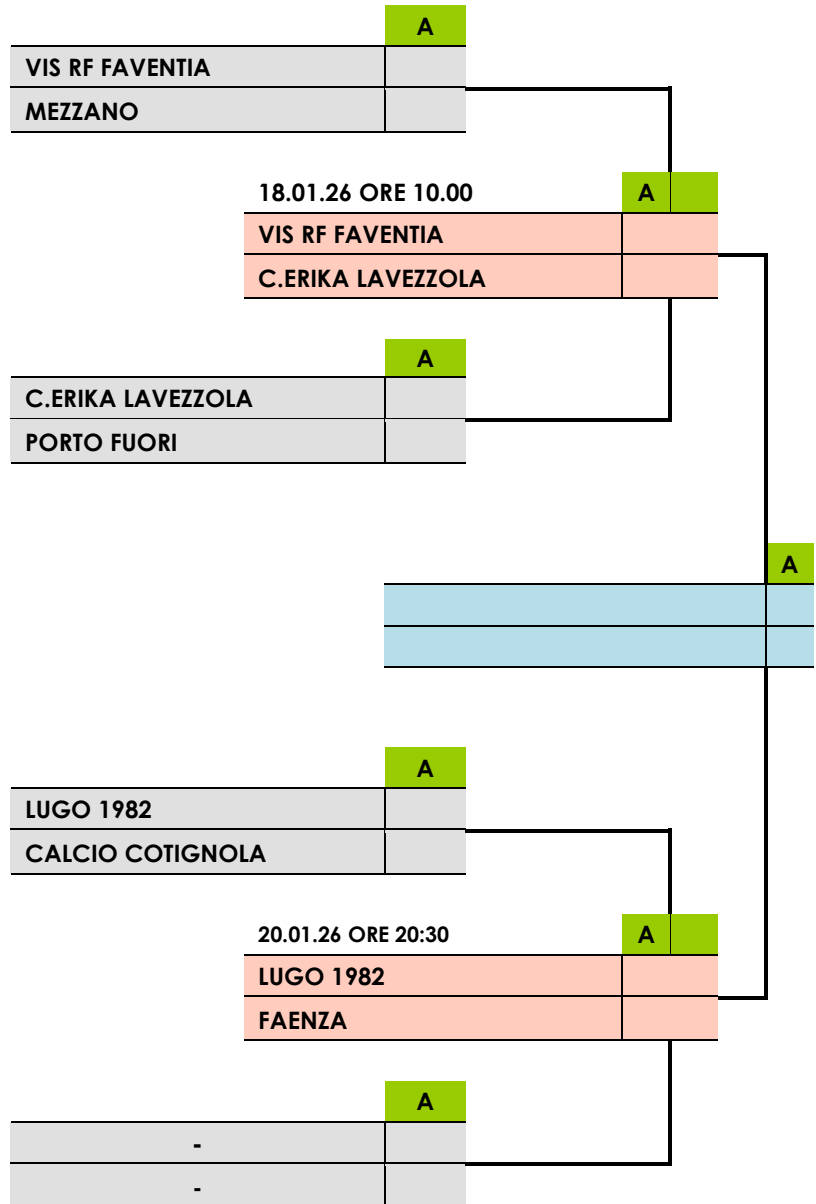 A
VIS RF FAVENTIA
MEZZANO
18.01.26 ORE 10.00 A
VIS RF FAVENTIA
C.ERIKA LAVEZZOLA
A
C.ERIKA LAVEZZOLA
PORTO FUORI
A
A
LUGO 1982
CALCIO COTIGNOLA
20.01.26 ORE 20:30 A
LUGO 1982
FAENZA
A
-
-